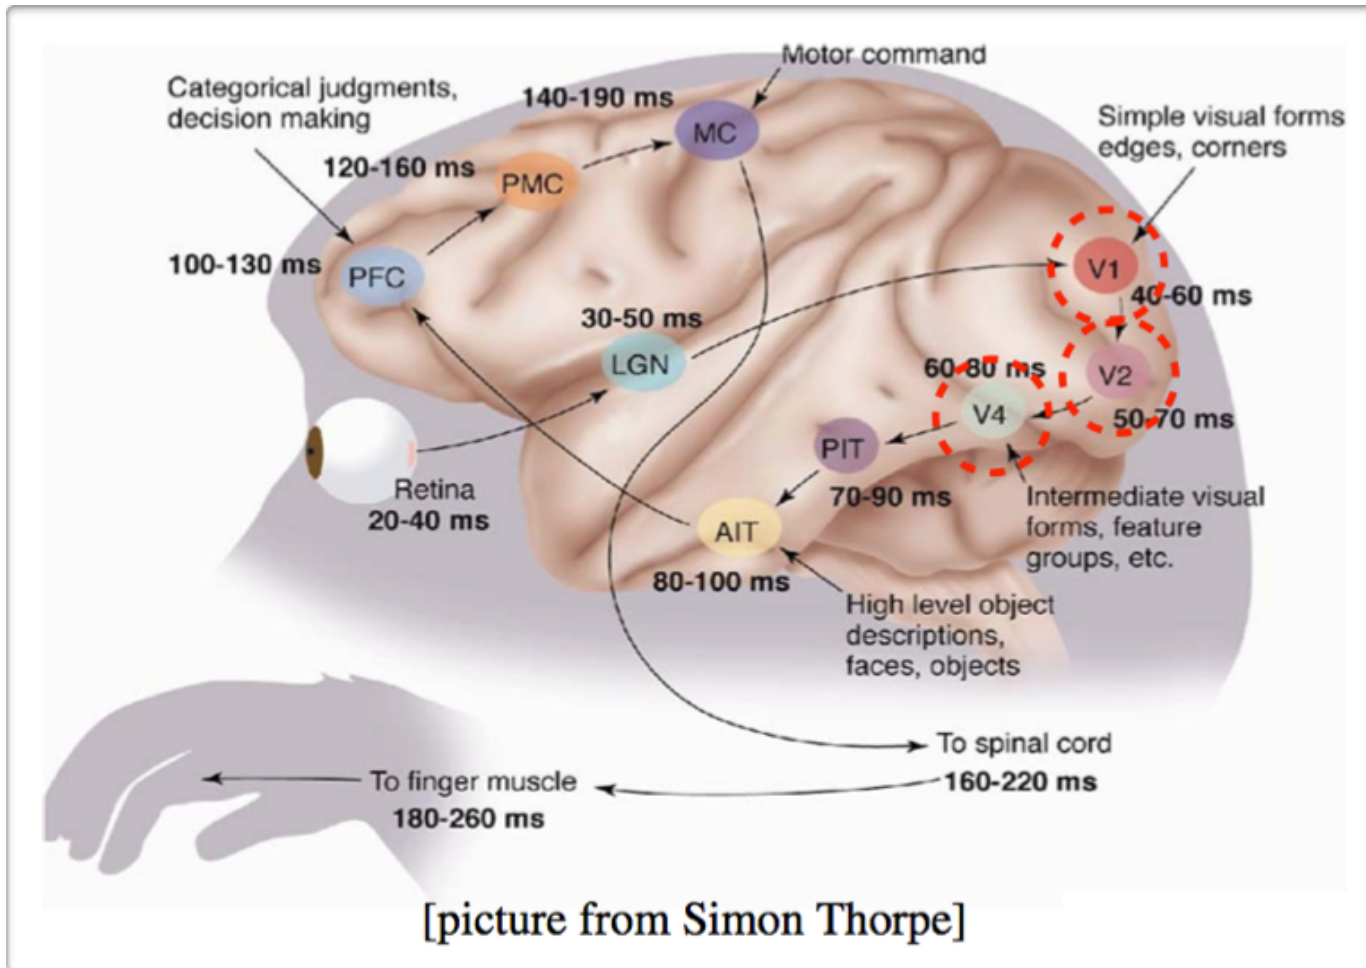 Motor command
Categorical judgments,
decision making
140-190 ms
MC
Simple visual forms
edges, corners
120-160 ms
PMC
100-130 ms
PFC
V1
40-60 ms
30-50 ms
LGN
60-80 ms
V2
V4
50-70 ms
PIT
70-90 ms
Retina
20-40 ms
Intermediate visual
forms, feature
groups, etc.
AIT
80-100 ms
High level object
descriptions,
faces, objects
To spinal cord
160-220 ms
To finger muscle
180-260 ms
[picture from Simon Thorpe]